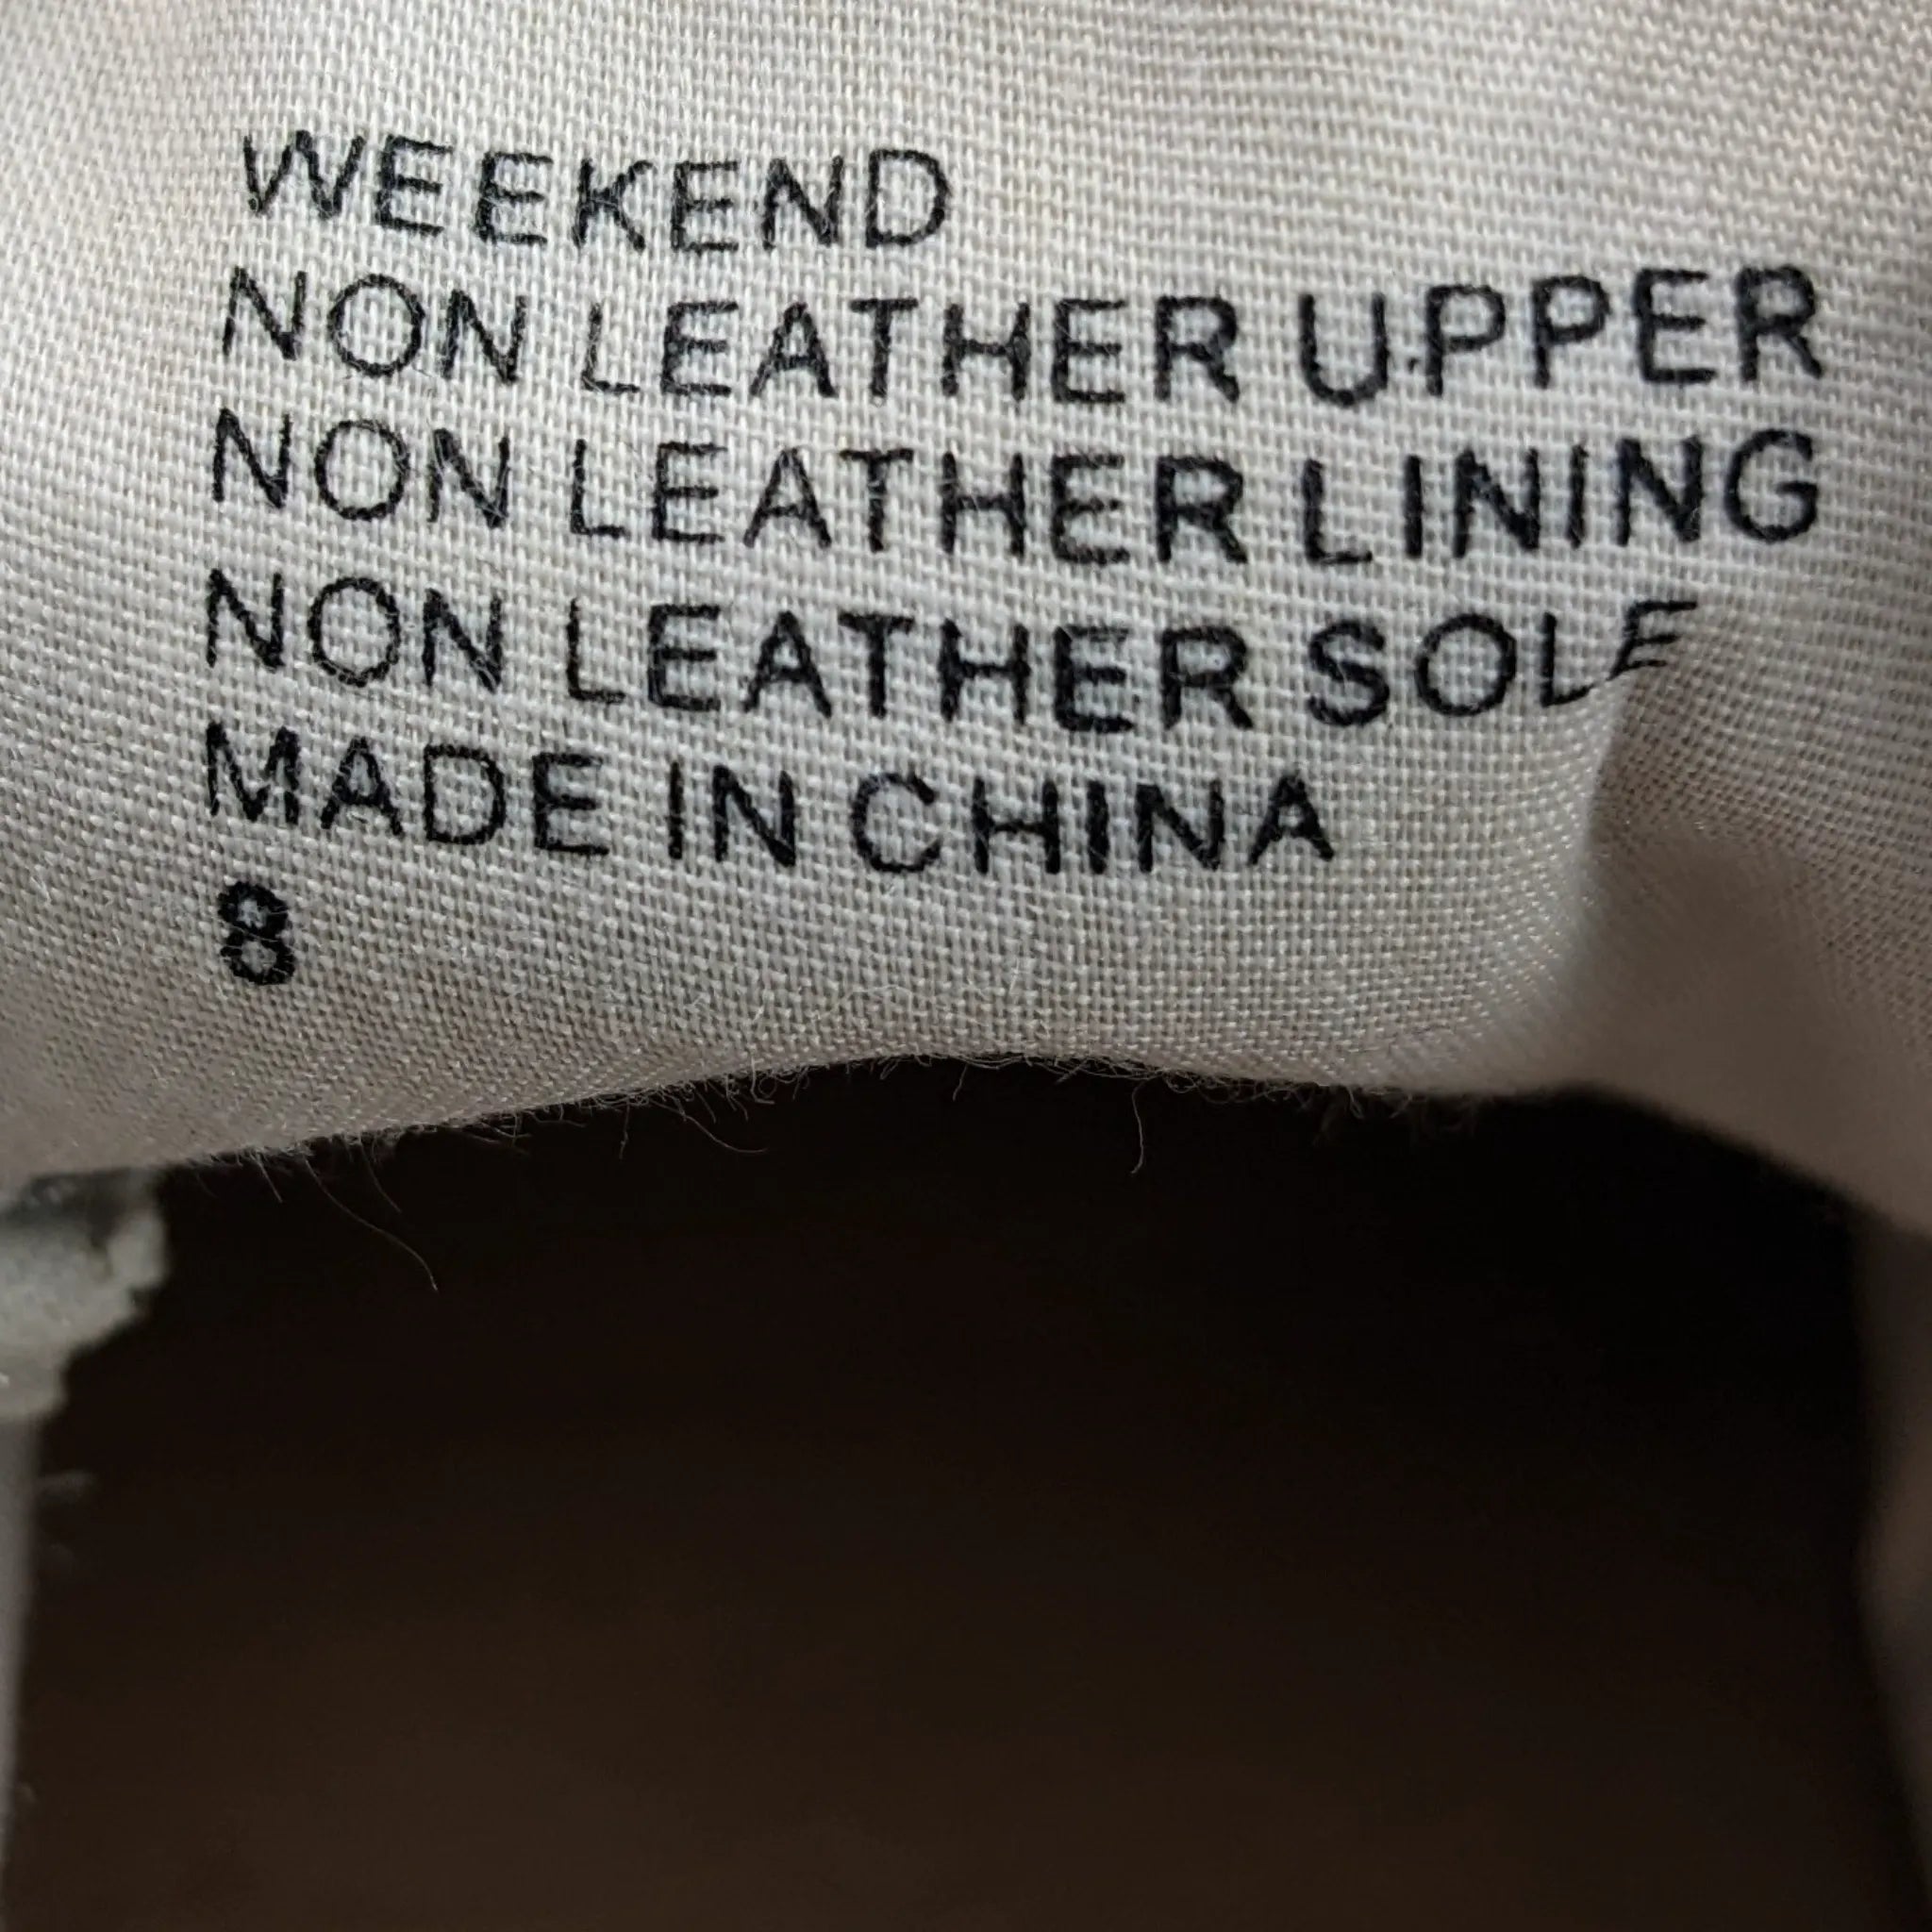 WEEKEND
NON LEATHER UPPER
NON LEATHER LINING
NON LEATHER SOLE
MADE IN CHINA
8